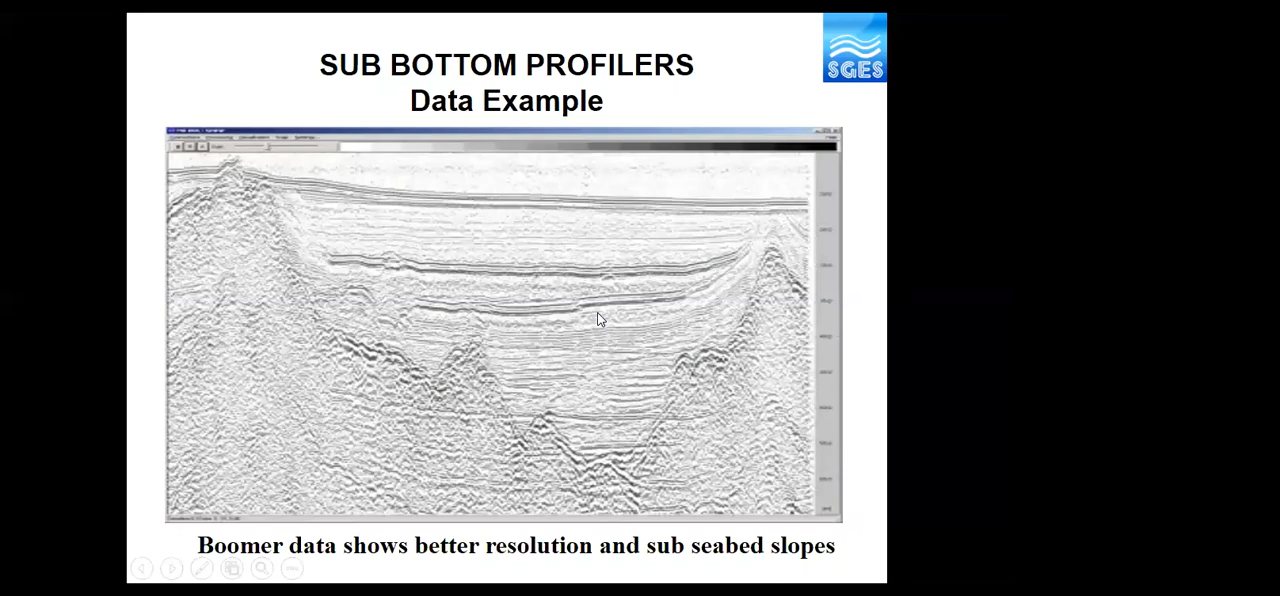 SUB BOTTOM PROFILERS
SGES
Data Example
Boomer data shows better resolution and sub seabed slopes